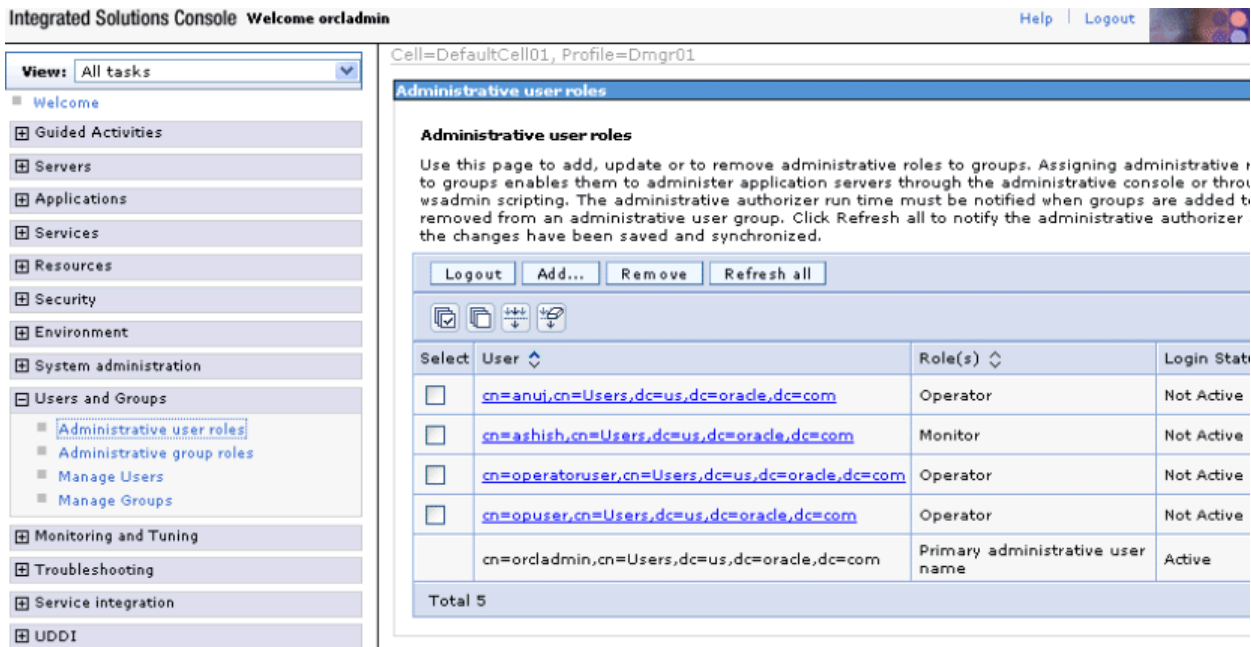 Integrated Solutions Console Welcome orcladmin
Help | Logout
View: All tasks
Welcome
Guided Activities
Servers
Applications
Services
Resources
Security
Environment
System administration
Users and Groups
Administrative user roles
Administrative group roles
Manage Users
Manage Groups
Monitoring and Tuning
Troubleshooting
Service integration
UDDI
Cell=DefaultCell01, Profile=Dmgr01
Administrative user roles
Administrative user roles
Use this page to add, update or to remove administrative roles to groups. Assigning administrative r
to groups enables them to administer application servers through the administrative console or throu
wsadmin scripting. The administrative authorizer run time must be notified when groups are added t
removed from an administrative user group. Click Refresh all to notify the administrative authorizer
the changes have been saved and synchronized.
Logout Add... Remove Refresh all
Select User Role(s) Login Statu
cn=anuj,cn=Users,dc=us,dc=oracle,dc=com Operator Not Active
cn=ashish,cn=Users,dc=us,dc=oracle,dc=com Monitor Not Active
cn=operatoruser,cn=Users,dc=us,dc=oracle,dc=com Operator Not Active
cn=opuser,cn=Users,dc=us,dc=oracle,dc=com Operator Not Active
cn=orcladmin,cn=Users,dc=us,dc=oracle,dc=com Primary administrative user name Active
Total 5